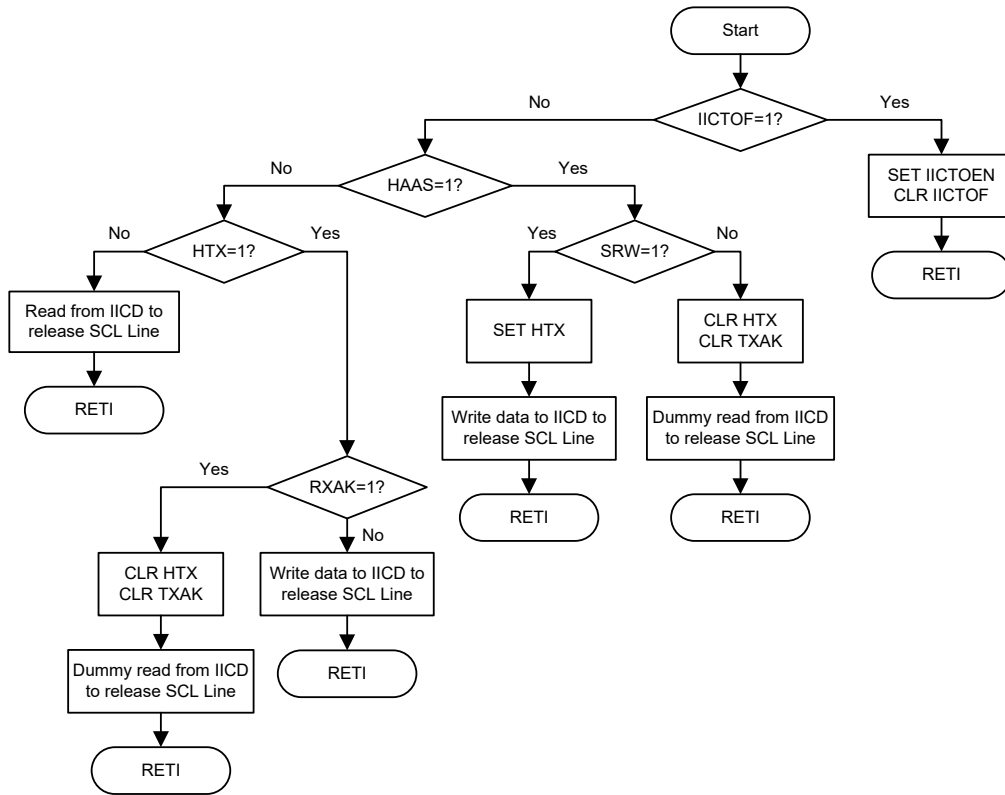 Start
No
IICTOF=1?
Yes
No
HAAS=1?
Yes
SET IICTOEN
CLR IICTOF
No
HTX=1?
Yes
Yes
SRW=1?
No
RETI
Read from IICD to
release SCL Line
SET HTX
CLR HTX
CLR TXAK
RETI
Write data to IICD to
release SCL Line
Dummy read from IICD
to release SCL Line
Yes
RXAK=1?
No
RETI
RETI
CLR HTX
CLR TXAK
Write data to IICD to
release SCL Line
Dummy read from IICD
to release SCL Line
RETI
RETI